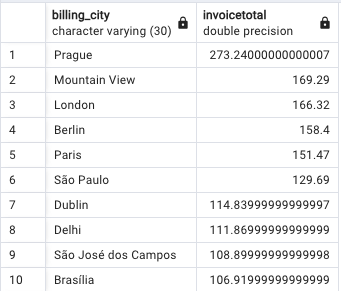 billing_city invoicetotal
character varying (30) double precision
1 Prague 273.24000000000007
2 Mountain View 169.29
3 London 166.32
4 Berlin 158.4
5 Paris 151.47
6 São Paulo 129.69
7 Dublin 114.83999999999997
8 Delhi 111.86999999999999
9 São José dos Campos 108.89999999999998
10 Brasília 106.91999999999999